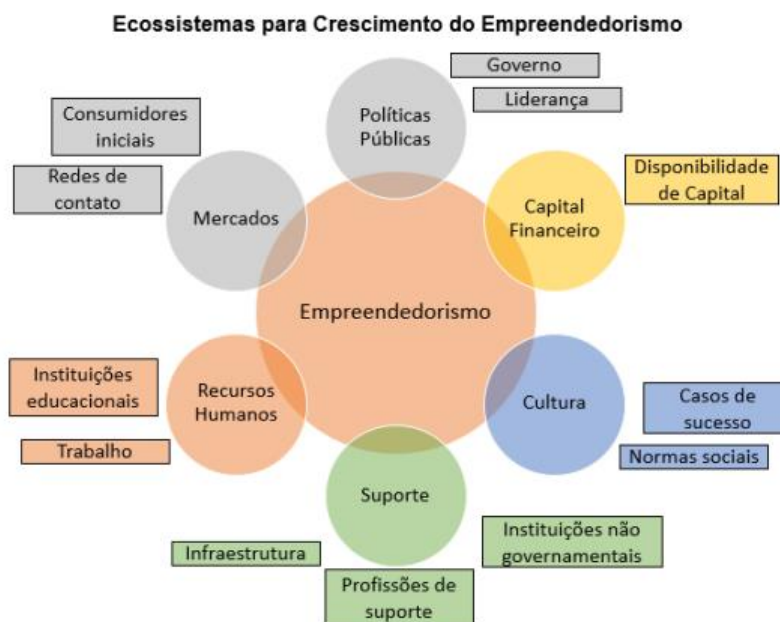 Ecossistemas para Crescimento do Empreendedorismo
Governo
Liderança
Políticas
Públicas
Consumidores
iniciais
Redes de
contato
Mercados
Capital
Financeiro
Disponibilidade
de Capital
Empreendedorismo
Instituições
educacionais
Trabalho
Recursos
Humanos
Cultura
Casos de
sucesso
Normas sociais
Suporte
Infraestrutura
Profissões de
suporte
Instituições não
governamentais